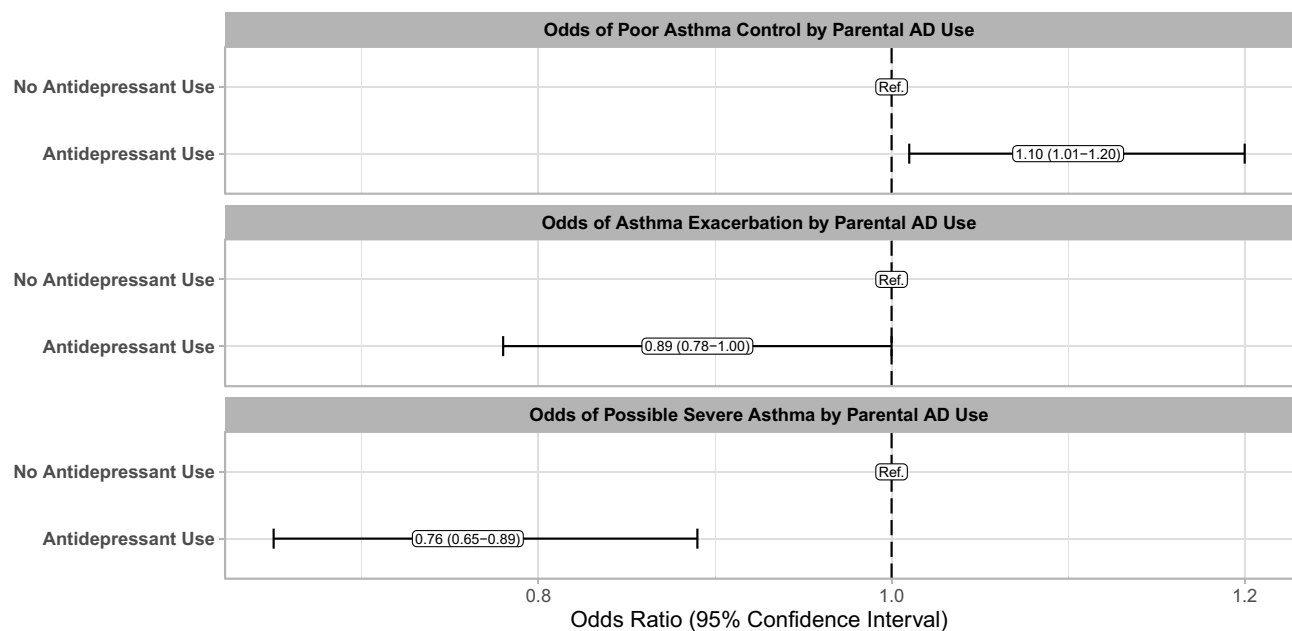 Odds of Poor Asthma Control by Parental AD Use
No Antidepressant Use
Ref.
Antidepressant Use
1.10 (1.01−1.20)
Odds of Asthma Exacerbation by Parental AD Use
No Antidepressant Use
Ref.
Antidepressant Use
0.89 (0.78−1.00)
Odds of Possible Severe Asthma by Parental AD Use
No Antidepressant Use
Ref.
Antidepressant Use
0.76 (0.65−0.89)
0.8 1.0 1.2
Odds Ratio (95% Confidence Interval)